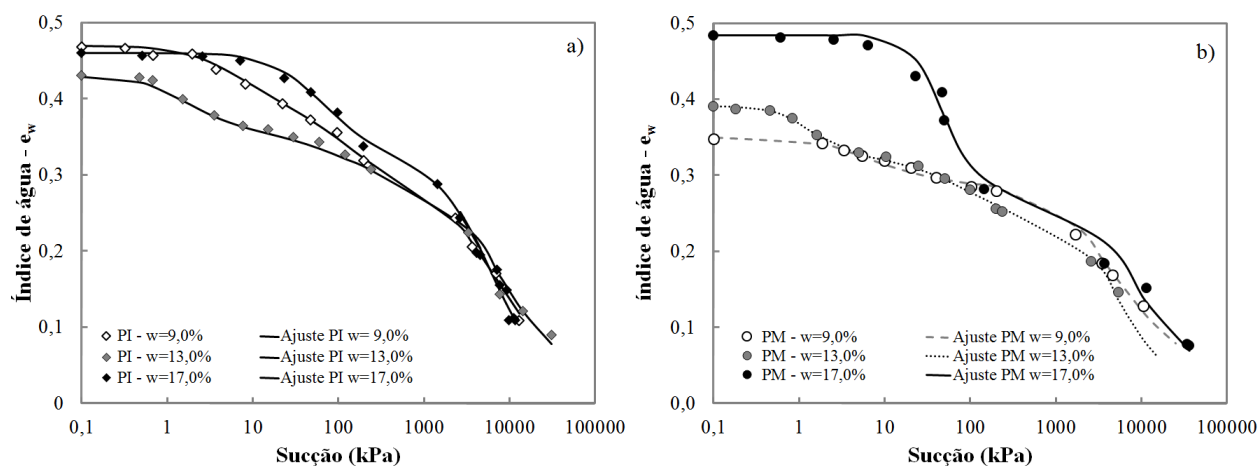 a)
Índice de água - ew
0,5
0,4
0,3
0,2
0,1
0,0
PI - w=9,0%
Ajuste PI w= 9,0%
PI - w=13,0%
Ajuste PI w=13,0%
PI - w=17,0%
Ajuste PI w=17,0%
0,1 1 10 100 1000 10000 100000
Sucção (kPa)
b)
índice de água - ew
0,5
0,4
0,3
0,2
0,1
0,0
PM - w=9,0%
Ajuste PM w= 9,0%
PM - w=13,0%
Ajuste PM w=13,0%
PM - w=17,0%
Ajuste PM w=17,0%
0,1 1 10 100 1000 10000 100000
Sucção (kPa)